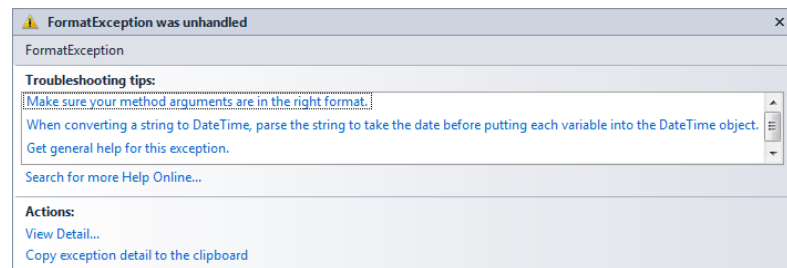 FormatException was unhandled
FormatException
Troubleshooting tips:
Make sure your method arguments are in the right format.
When converting a string to DateTime, parse the string to take the date before putting each variable into the DateTime object.
Get general help for this exception.
Search for more Help Online...
Actions:
View Detail...
Copy exception detail to the clipboard